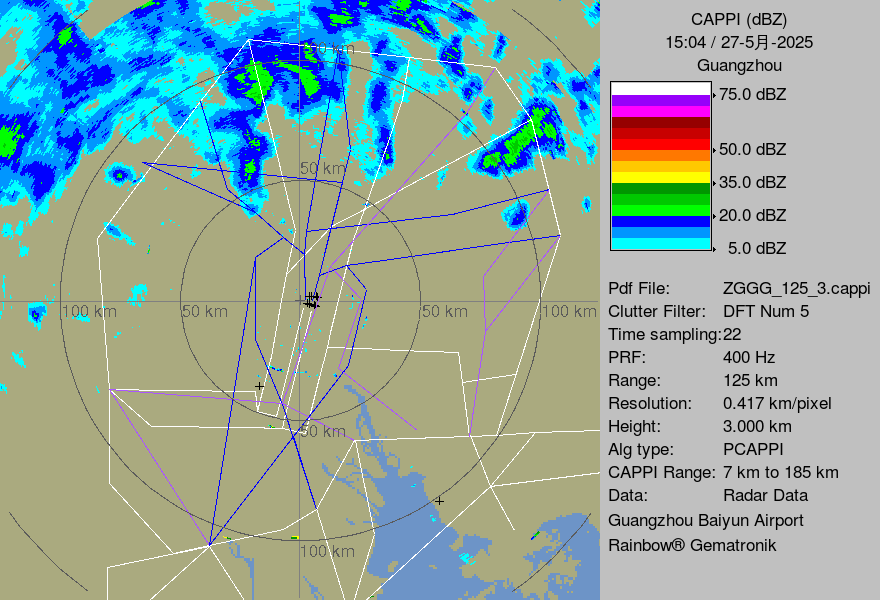 CAPPI (dBZ)
15:04 / 27-5月-2025
Guangzhou
75.0 dBZ
50.0 dBZ
35.0 dBZ
20.0 dBZ
5.0 dBZ
Pdf File: ZGGG_125_3.cappi
Clutter Filter: DFT Num 5
Time sampling:22
PRF: 400 Hz
Range: 125 km
Resolution: 0.417 km/pixel
Height: 3.000 km
Alg type: PCAPPI
CAPPI Range: 7 km to 185 km
Data: Radar Data
Guangzhou Baiyun Airport
Rainbow® Gematronik
100 km
50 km
100 km
50 km
50 km
100 km
50 km
100 km